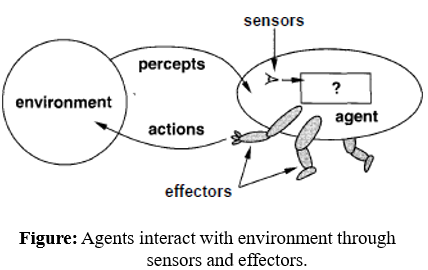 sensors
percepts
environment
?
agent
actions
effectors
Figure: Agents interact with environment through
sensors and effectors.